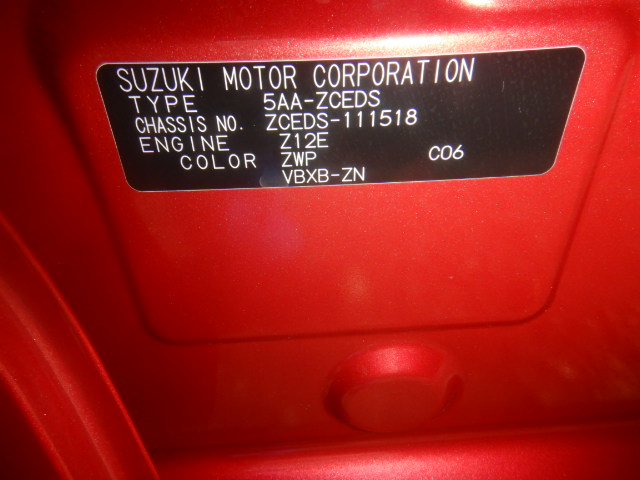 SUZUKI MOTOR CORPORATION
TYPE 5AA-ZCEDS
CHASSIS NO. ZCEDS-111518
ENGINE Z12E
COLOR ZWP C06
VBXB-ZN